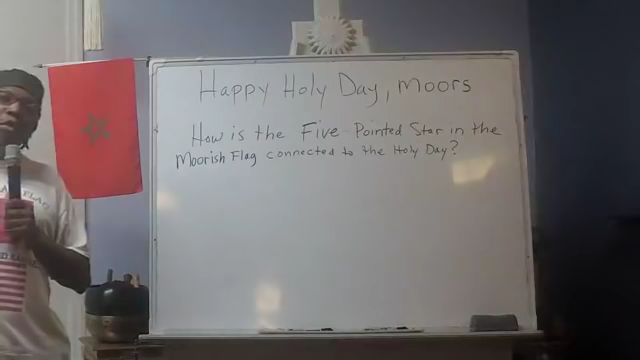 Happy Holy Day, Moors
How is the Five-Pointed Star in the
Moorish Flag connected to the Holy Day?
FLAG